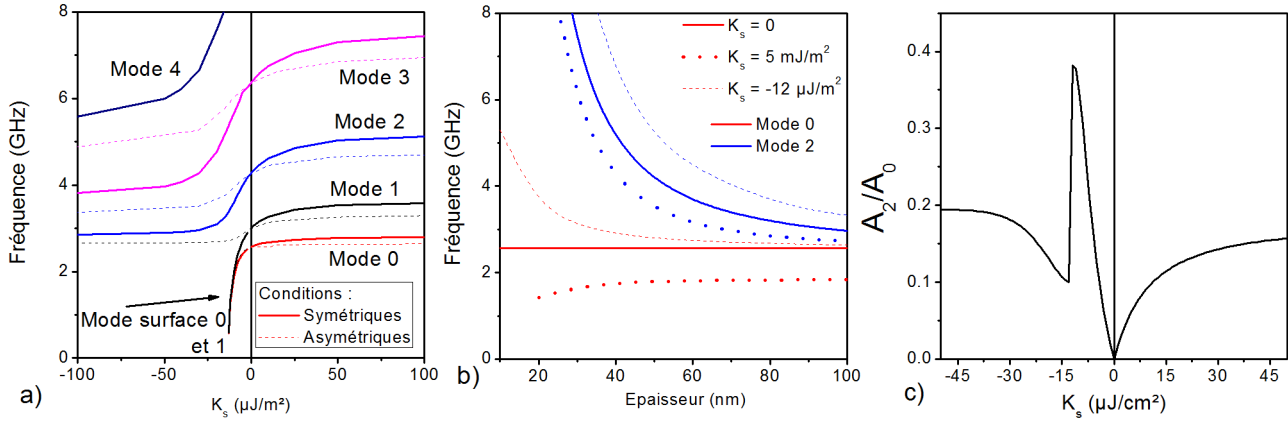 8
6
4
2
0
Fréquence (GHz)
Mode 4
Mode 3
Mode 2
Mode 1
Mode 0
Mode surface 0
et 1
Conditions :
Symétriques
Asymétriques
-100
-50
0
50
100
K_s (µJ/m²)
a)
8
6
4
2
0
Fréquence (GHz)
K_s = 0
K_s = 5 mJ/m²
K_s = -12 µJ/m²
Mode 0
Mode 2
20
40
60
80
100
Epaisseur (nm)
b)
0.4
0.3
0.2
0.1
0.0
A₂/A₀
-45
-30
-15
0
15
30
45
K_s (µJ/cm²)
c)